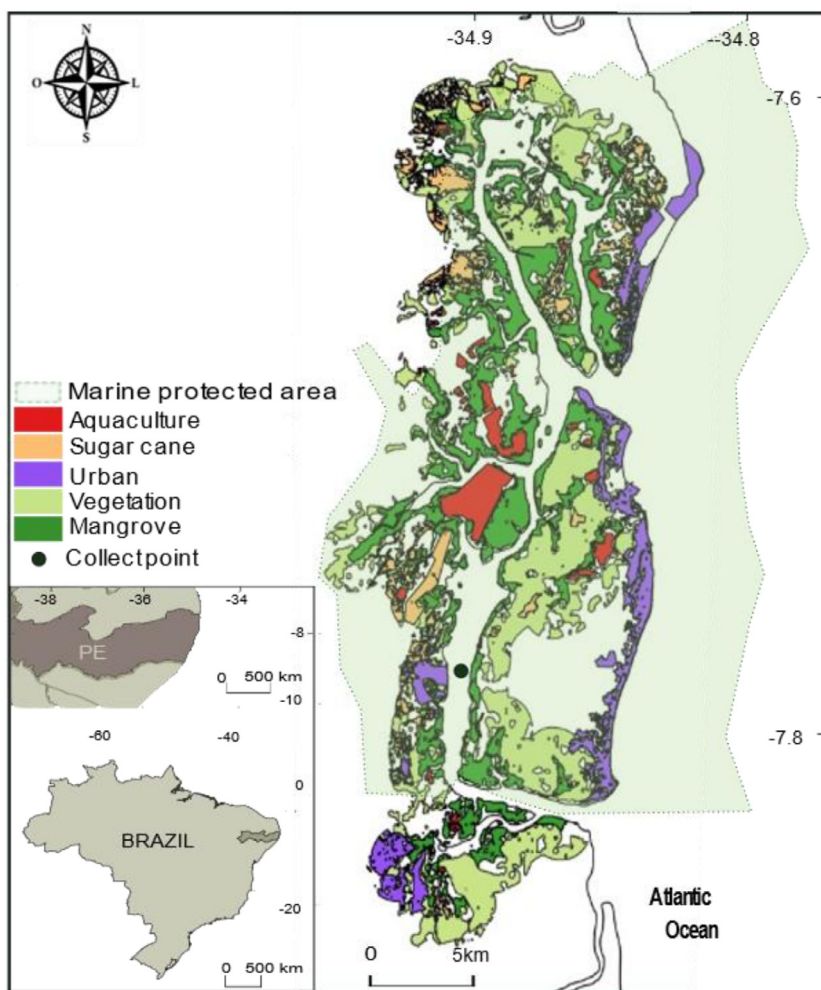 N
O L
S
-34.9 --34.8
-7.6
Marine protected area
Aquaculture
Sugar cane
Urban
Vegetation
Mangrove
Collect point
-38 -36 -34
-8
PE
0 500 km
-10
-7.8
-60 -40
0
BRAZIL
-20
0 500 km
Atlantic
Ocean
0 5km